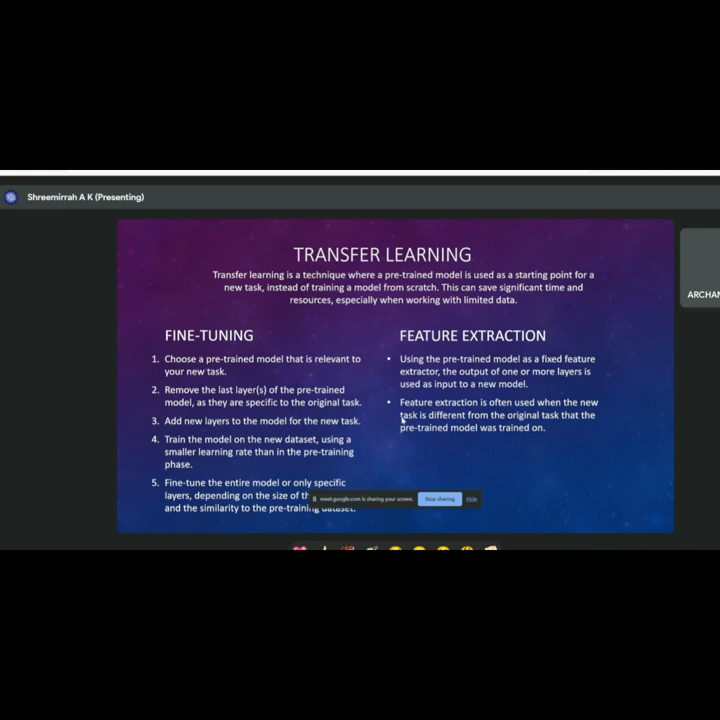 Shreemirrah A K (Presenting)
TRANSFER LEARNING
Transfer learning is a technique where a pre-trained model is used as a starting point for a
new task, instead of training a model from scratch. This can save significant time and
resources, especially when working with limited data.
FINE-TUNING
1. Choose a pre-trained model that is relevant to
your new task.
2. Remove the last layer(s) of the pre-trained
model, as they are specific to the original task.
3. Add new layers to the model for the new task.
4. Train the model on the new dataset, using a
smaller learning rate than in the pre-training
phase.
5. Fine-tune the entire model or only specific
layers, depending on the size of
and the similarity to the pre-training dataset.
FEATURE EXTRACTION
• Using the pre-trained model as a fixed feature
extractor, the output of one or more layers is
used as input to a new model.
• Feature extraction is often used when the new
task is different from the original task that the
pre-trained model was trained on.
meet.google.com is sharing your screen.
Stop sharing
Hide
ARCHAN